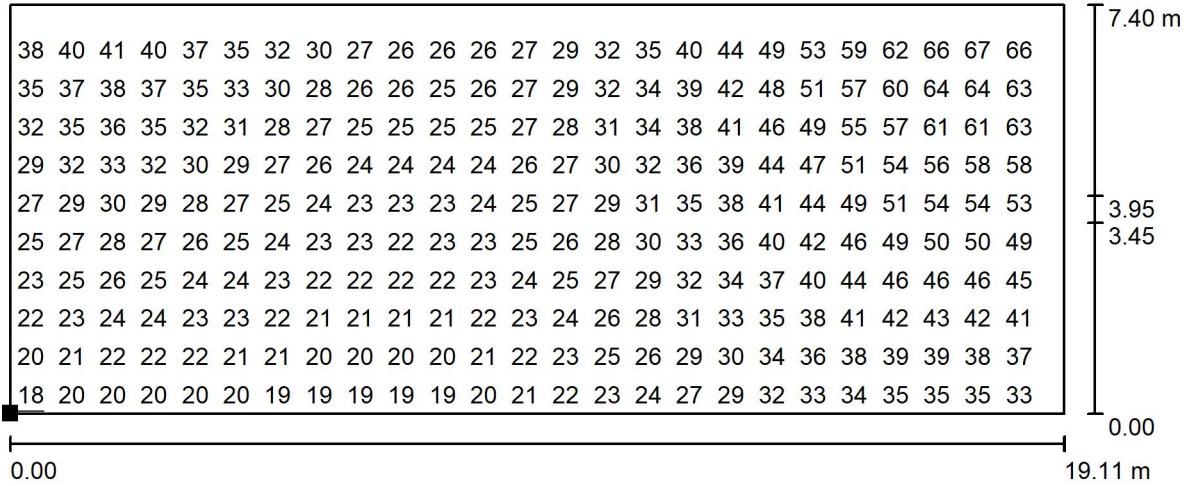 7.40 m
38 40 41 40 37 35 32 30 27 26 26 26 27 29 32 35 40 44 49 53 59 62 66 67 66
35 37 38 37 35 33 30 28 26 26 25 26 27 29 32 34 39 42 48 51 57 60 64 64 63
32 35 36 35 32 31 28 27 25 25 25 25 27 28 31 34 38 41 46 49 55 57 61 61 63
29 32 33 32 30 29 27 26 24 24 24 24 26 27 30 32 36 39 44 47 51 54 56 58 58
27 29 30 29 28 27 25 24 23 23 23 24 25 27 29 31 35 38 41 44 49 51 54 54 53
3.95
25 27 28 27 26 25 24 23 23 22 23 23 25 26 28 30 33 36 40 42 46 49 50 50 49
3.45
23 25 26 25 24 24 23 22 22 22 22 23 24 25 27 29 32 34 37 40 44 46 46 46 45
22 23 24 24 23 23 22 21 21 21 21 22 23 24 26 28 31 33 35 38 41 42 43 42 41
20 21 22 22 22 21 21 20 20 20 20 21 22 23 25 26 29 30 34 36 38 39 39 38 37
18 20 20 20 20 20 19 19 19 19 19 20 21 22 23 24 27 29 32 33 34 35 35 35 33
0.00
0.00
19.11 m